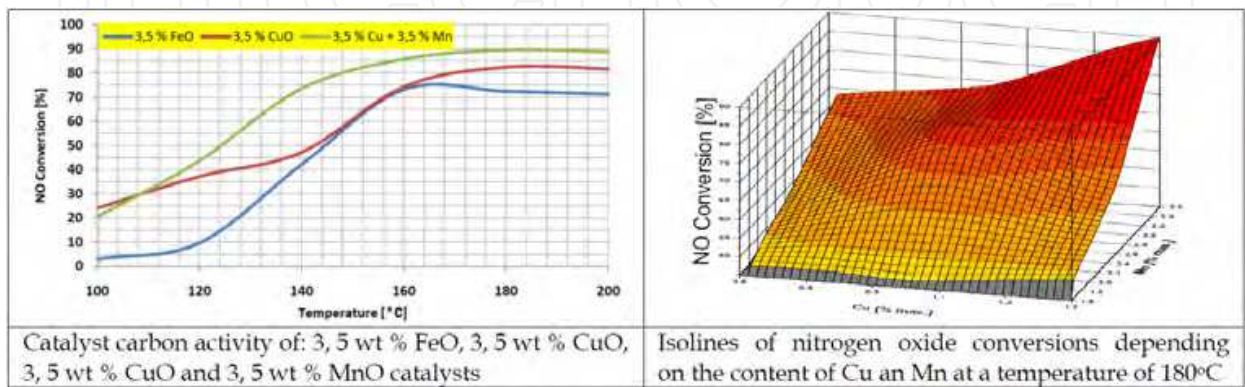 100
90
80
70
60
50
40
30
20
10
0
NO Conversion [%]
3,5 % FeO 3,5 % CuO 3,5 % Cu + 3,5 % Mn
100 120 140 160 180 200
Temperature [°C]
NO Conversion [%]
Cu [% mas.]
Catalyst carbon activity of: 3, 5 wt % FeO, 3, 5 wt % CuO,
3, 5 wt % CuO and 3, 5 wt % MnO catalysts
Isolines of nitrogen oxide conversions depending
on the content of Cu an Mn at a temperature of 180ºC